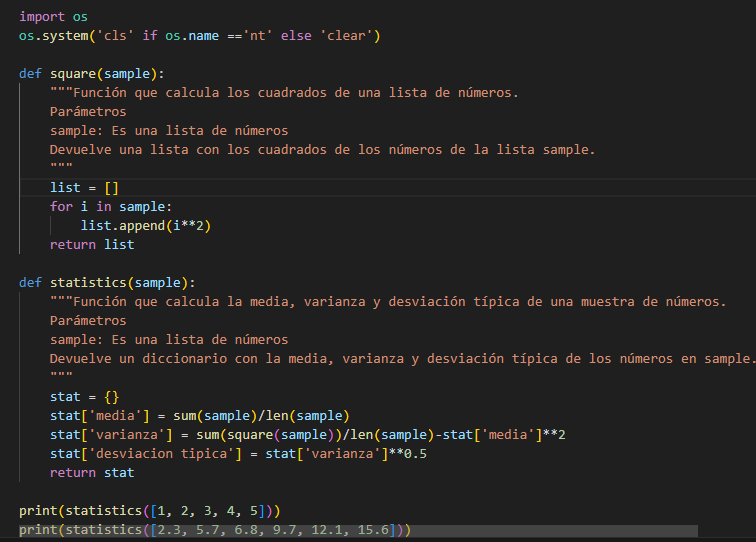 import os
os.system('cls' if os.name =='nt' else 'clear')
def square(sample):
"""Función que calcula los cuadrados de una lista de números.
Parámetros
sample: Es una lista de números
Devuelve una lista con los cuadrados de los números de la lista sample.
"""
list = []
for i in sample:
list.append(i**2)
return list
def statistics(sample):
"""Función que calcula la media, varianza y desviación típica de una muestra de números.
Parámetros
sample: Es una lista de números
Devuelve un diccionario con la media, varianza y desviación típica de los números en sample.
"""
stat = {}
stat['media'] = sum(sample)/len(sample)
stat['varianza'] = sum(square(sample))/len(sample)-stat['media']**2
stat['desviacion tipica'] = stat['varianza']**0.5
return stat
print(statistics([1, 2, 3, 4, 5]))
print(statistics([2.3, 5.7, 6.8, 9.7, 12.1, 15.6]))